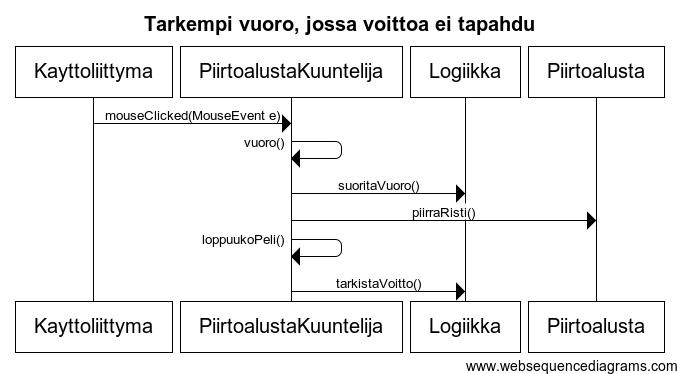 Tarkempi vuoro, jossa voittoa ei tapahdu
Kayttoliittyma PiirtoalustaKuuntelija Logiikka Piirtoalusta
mouseClicked(MouseEvent e)
vuoro()
suoritaVuoro()
piirraRisti()
loppuukoPeli()
tarkistaVoitto()
Kayttoliittyma PiirtoalustaKuuntelija Logiikka Piirtoalusta
www.websequencediagrams.com